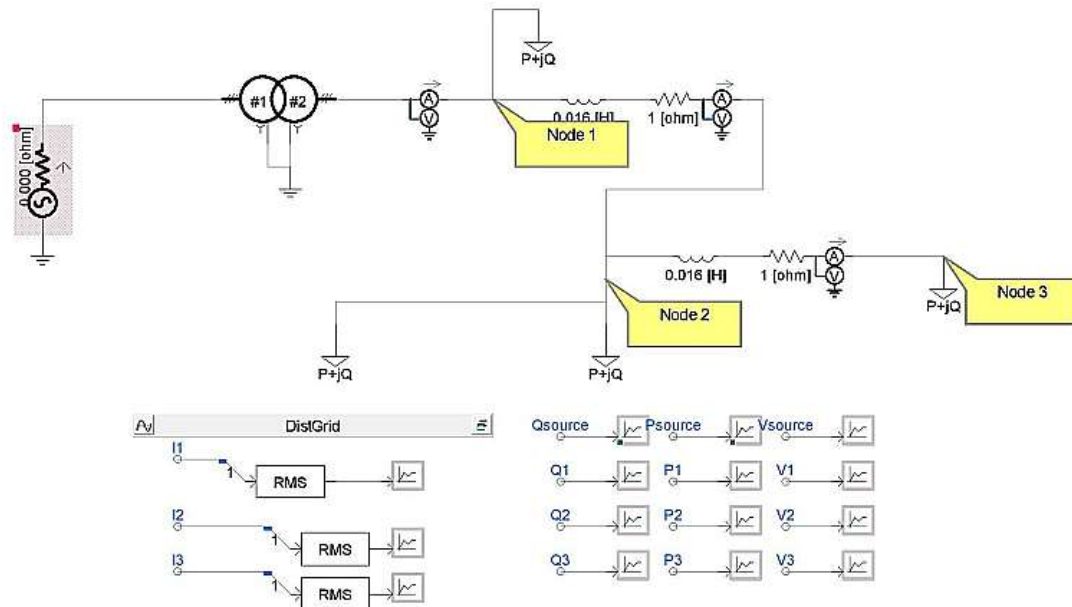 P+jQ
#1 #2
A
V
0.016 [H]
1 [ohm]
A
V
Node 1
0.000 [ohm]
S
0.016 [H]
1 [ohm]
A
V
Node 3
P+jQ
Node 2
P+jQ
P+jQ
DistGrid
Qsource Psource Vsource
I1
1
RMS
Q1 P1 V1
I2
1
RMS
Q2 P2 V2
I3
1
RMS
Q3 P3 V3